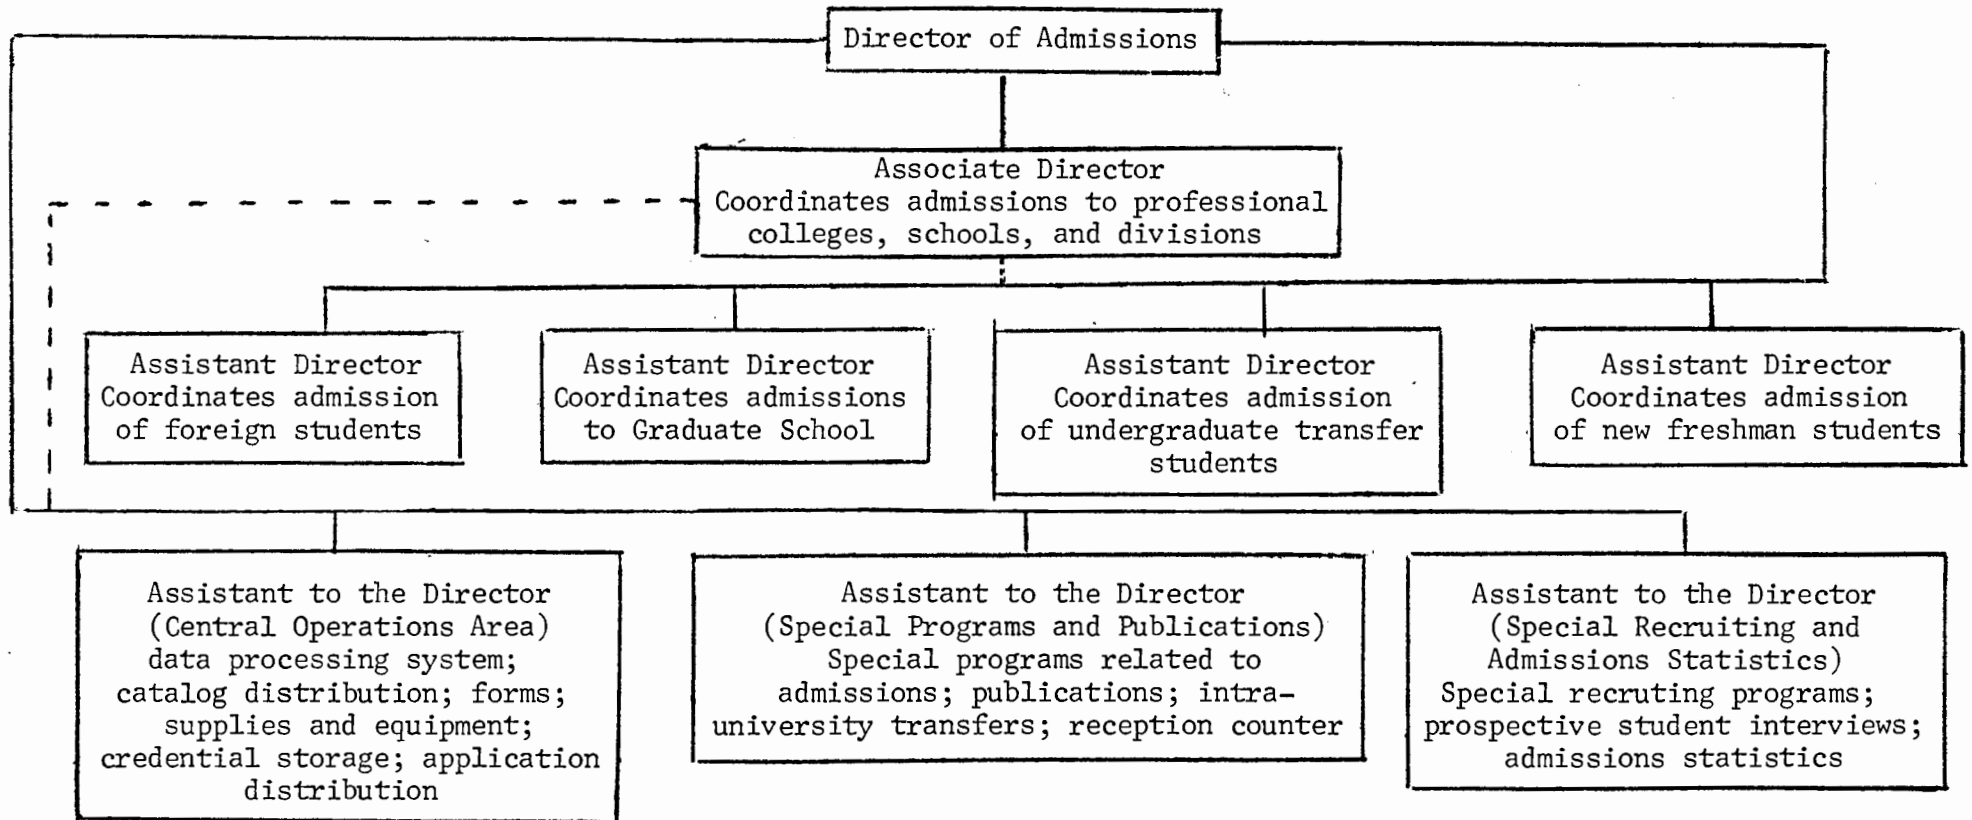 Director of Admissions
Associate Director
Coordinates admissions to professional
colleges, schools, and divisions
Assistant Director
Coordinates admission
of foreign students
Assistant Director
Coordinates admissions
to Graduate School
Assistant Director
Coordinates admission
of undergraduate transfer
students
Assistant Director
Coordinates admission
of new freshman students
Assistant to the Director
(Central Operations Area)
data processing system;
catalog distribution; forms;
supplies and equipment;
credential storage; application
distribution
Assistant to the Director
(Special Programs and Publications)
Special programs related to
admissions; publications; intra-
university transfers; reception counter
Assistant to the Director
(Special Recruiting and
Admissions Statistics)
Special recruting programs;
prospective student interviews;
admissions statistics